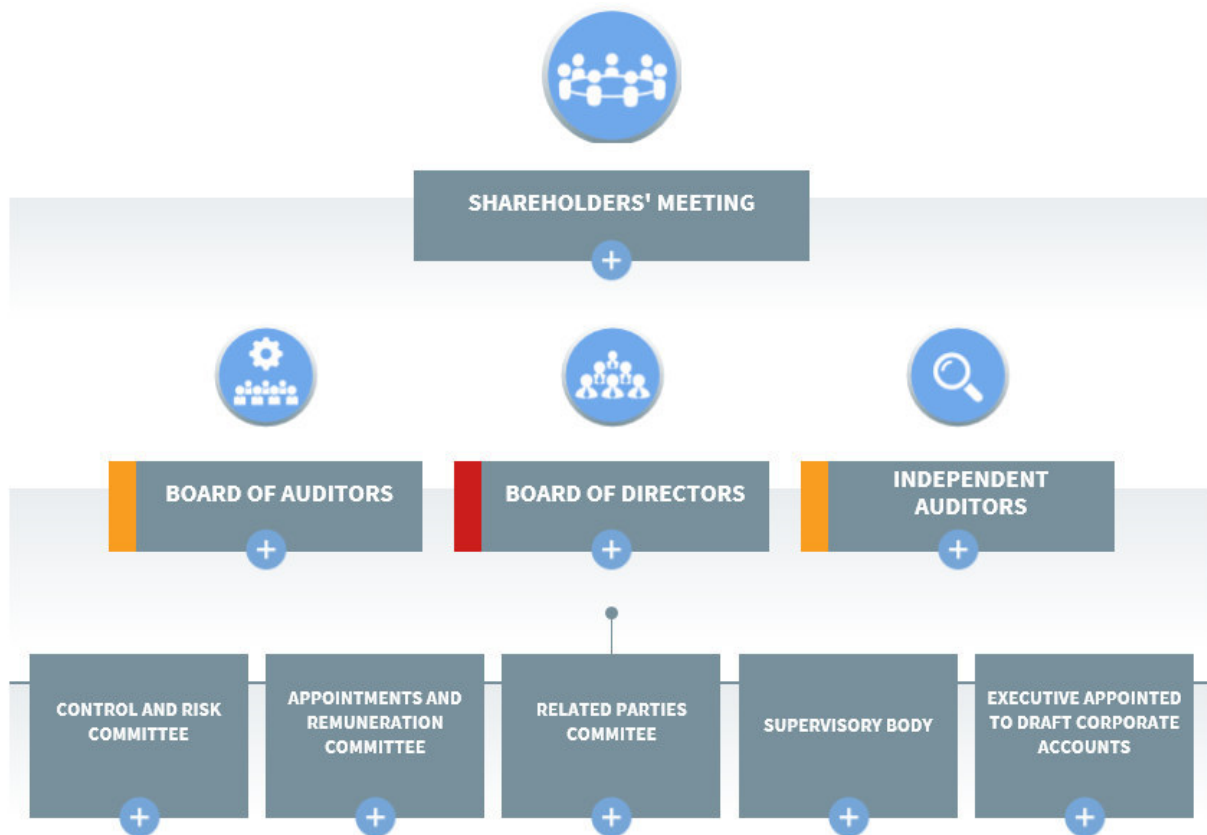 SHAREHOLDERS' MEETING
BOARD OF AUDITORS
BOARD OF DIRECTORS
INDEPENDENT
AUDITORS
CONTROL AND RISK
COMMITTEE
APPOINTMENTS AND
REMUNERATION
COMMITTEE
RELATED PARTIES
COMMITEE
SUPERVISORY BODY
EXECUTIVE APPOINTED
TO DRAFT CORPORATE
ACCOUNTS